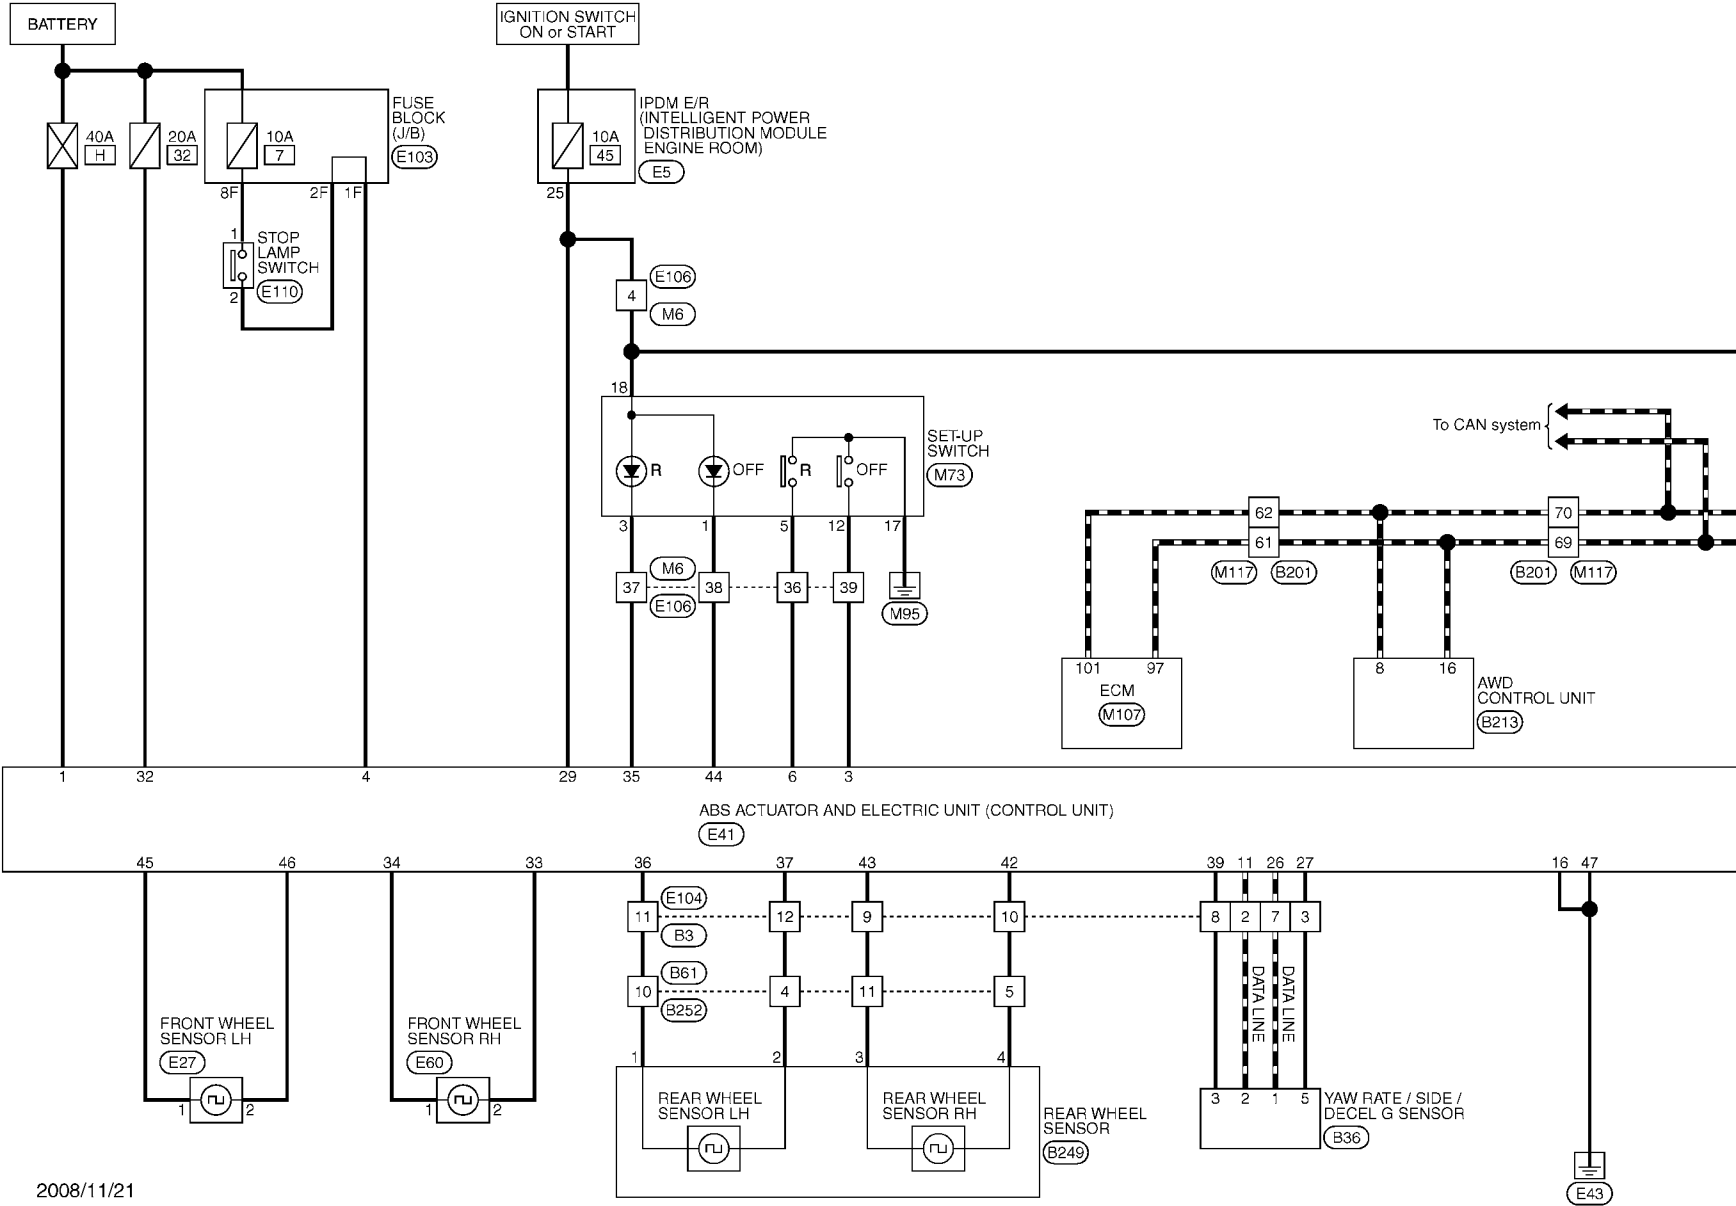 BATTERY
IGNITION SWITCH
ON or START
40A
H
20A
32
10A
7
FUSE
BLOCK
(J/B)
E103
8F
2F
1F
10A
45
IPDM E/R
(INTELLIGENT POWER
DISTRIBUTION MODULE
ENGINE ROOM)
E5
25
1
STOP
LAMP
SWITCH
2
E110
E106
4
M6
18
R
OFF
R
OFF
SET-UP
SWITCH
M73
3
1
5
12
17
M6
37
38
36
39
E106
M95
To CAN system
62
70
61
69
M117
B201
B201
M117
101
97
ECM
M107
8
16
AWD
CONTROL UNIT
B213
1
32
4
29
35
44
6
3
ABS ACTUATOR AND ELECTRIC UNIT (CONTROL UNIT)
E41
45
46
34
33
36
37
43
42
39
11
26
27
16
47
E104
11
12
9
10
8
2
7
3
B3
B61
10
4
11
5
B252
DATA LINE
DATA LINE
FRONT WHEEL
SENSOR LH
E27
1
2
FRONT WHEEL
SENSOR RH
E60
1
2
1
2
3
4
REAR WHEEL
SENSOR LH
REAR WHEEL
SENSOR RH
REAR WHEEL
SENSOR
B249
3
2
1
5
YAW RATE / SIDE /
DECEL G SENSOR
B36
E43
2008/11/21